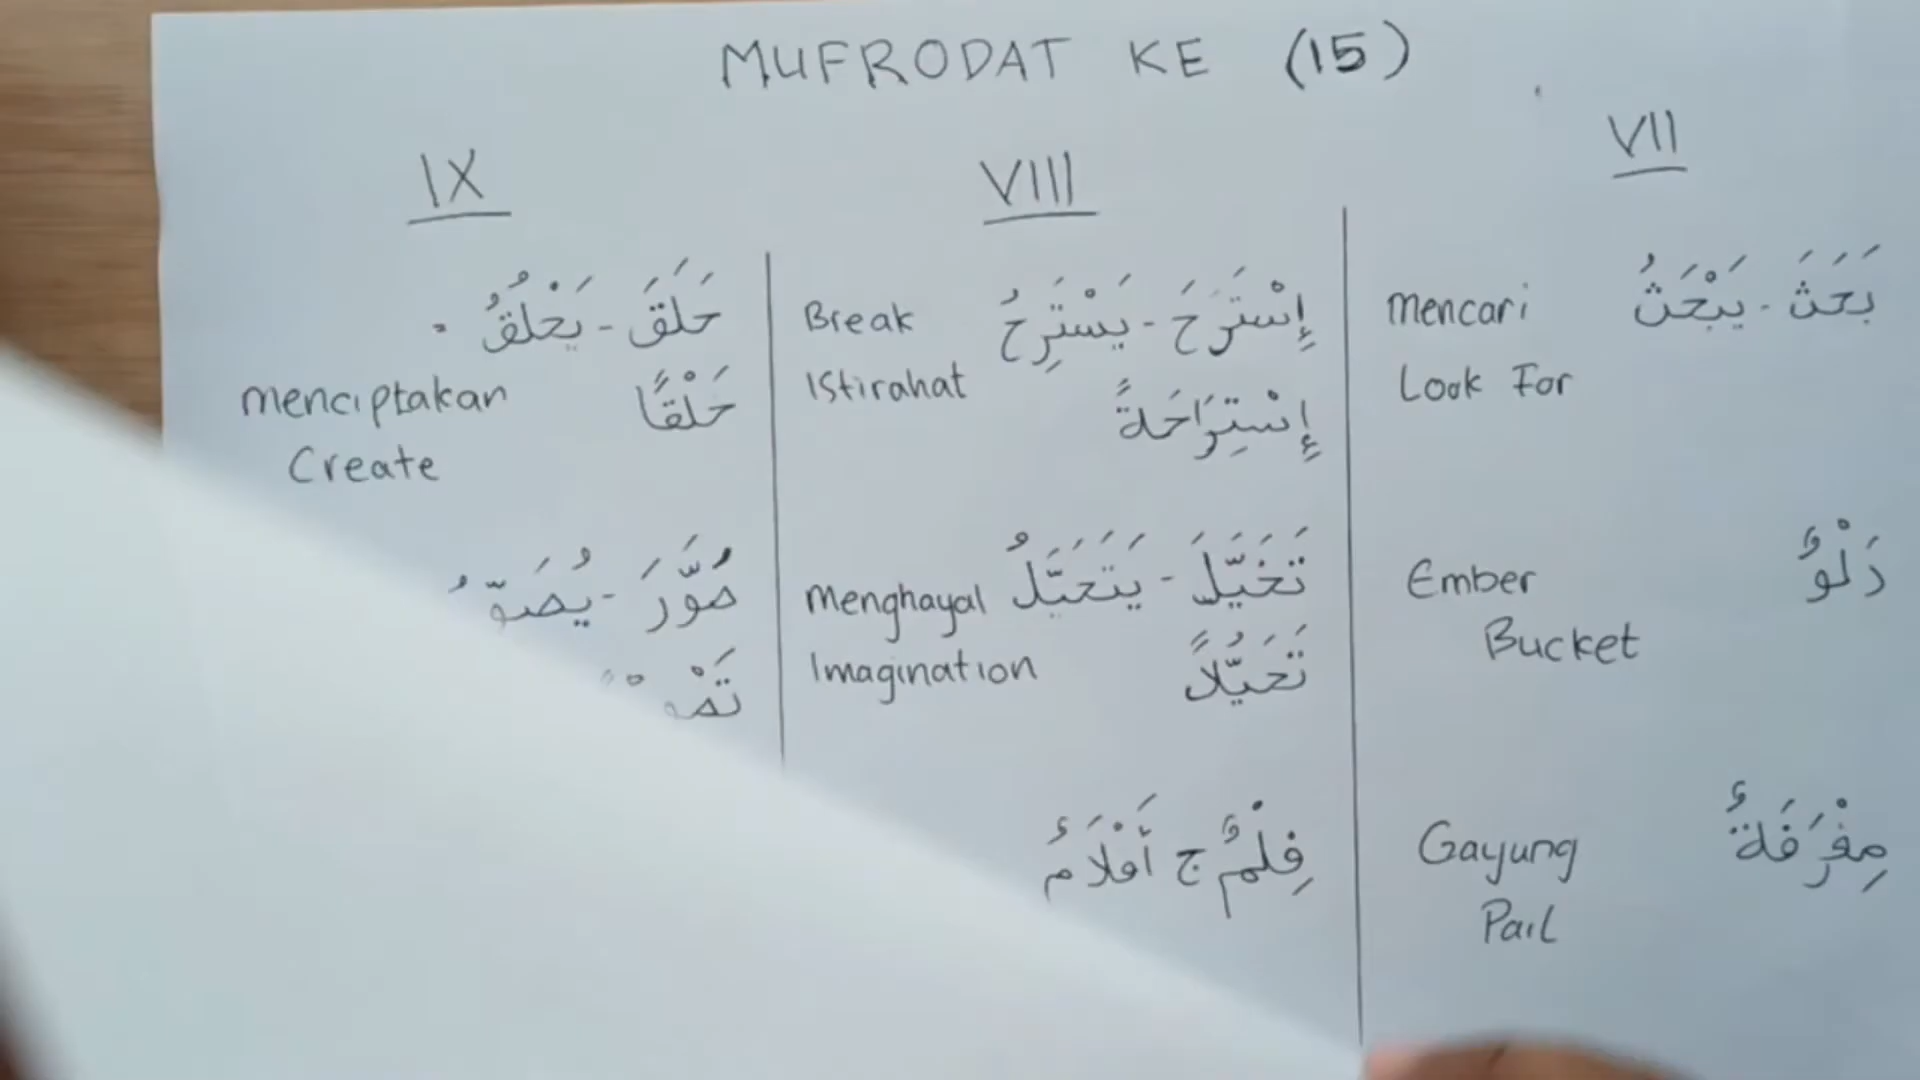 MUFRODAT KE (15)
IX
حَلَقَ - يَحْلُقُ
حَلْقًا
menciptakan
Create
صُوَّرَ - يُصَوّ
VIII
Break
إِسْتَرَحَ - يَسْتَرِحُ
Istirahat
إِسْتِرَاحَةً
Menghayal
تَخَيَّلَ - يَتَحَيَّلُ
Imagination
تَحَيُّلًا
فِلْمٌ ج أَفْلَامٌ
VII
Mencari
بَحَثَ - يَبْحَثُ
Look For
Ember
دَلْوٌ
Bucket
Gayung
مِغْرَفَةٌ
Pail